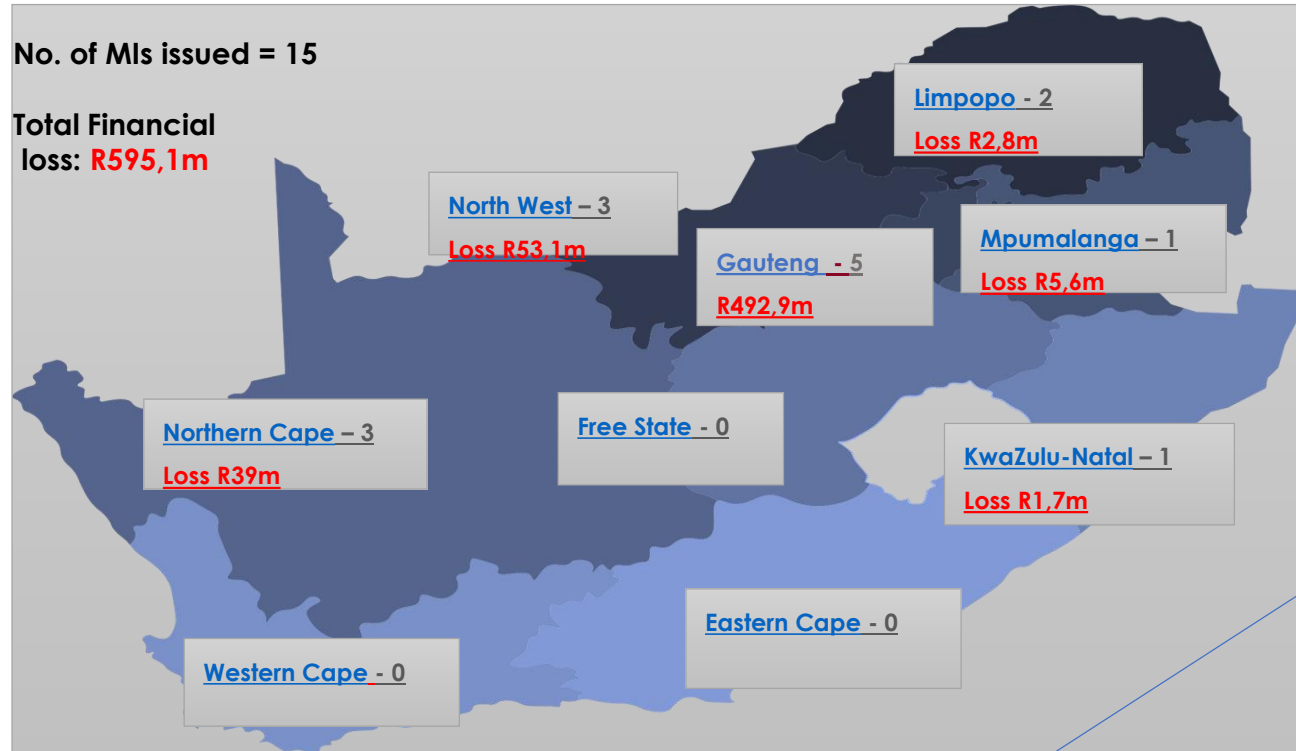 No. of MIs issued = 15
Total Financial
loss: R595,1m
Limpopo - 2
Loss R2,8m
North West – 3
Loss R53,1m
Mpumalanga – 1
Loss R5,6m
Gauteng - 5
R492,9m
Northern Cape – 3
Loss R39m
Free State - 0
KwaZulu-Natal – 1
Loss R1,7m
Eastern Cape - 0
Western Cape - 0